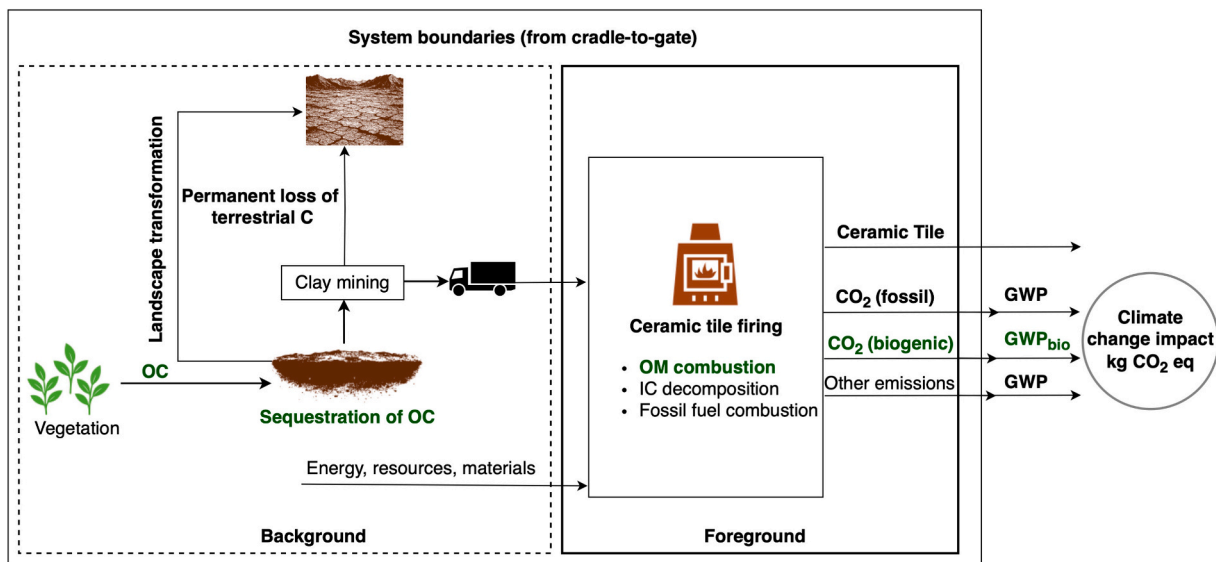 System boundaries (from cradle-to-gate)
Landscape transformation
Permanent loss of
terrestrial C
Clay mining
OC
Vegetation
Sequestration of OC
Energy, resources, materials
Background
Ceramic tile firing
• OM combustion
• IC decomposition
• Fossil fuel combustion
Foreground
Ceramic Tile
CO₂ (fossil)
GWP
CO₂ (biogenic)
GWP_bio
Other emissions
GWP
Climate
change impact
kg CO₂ eq